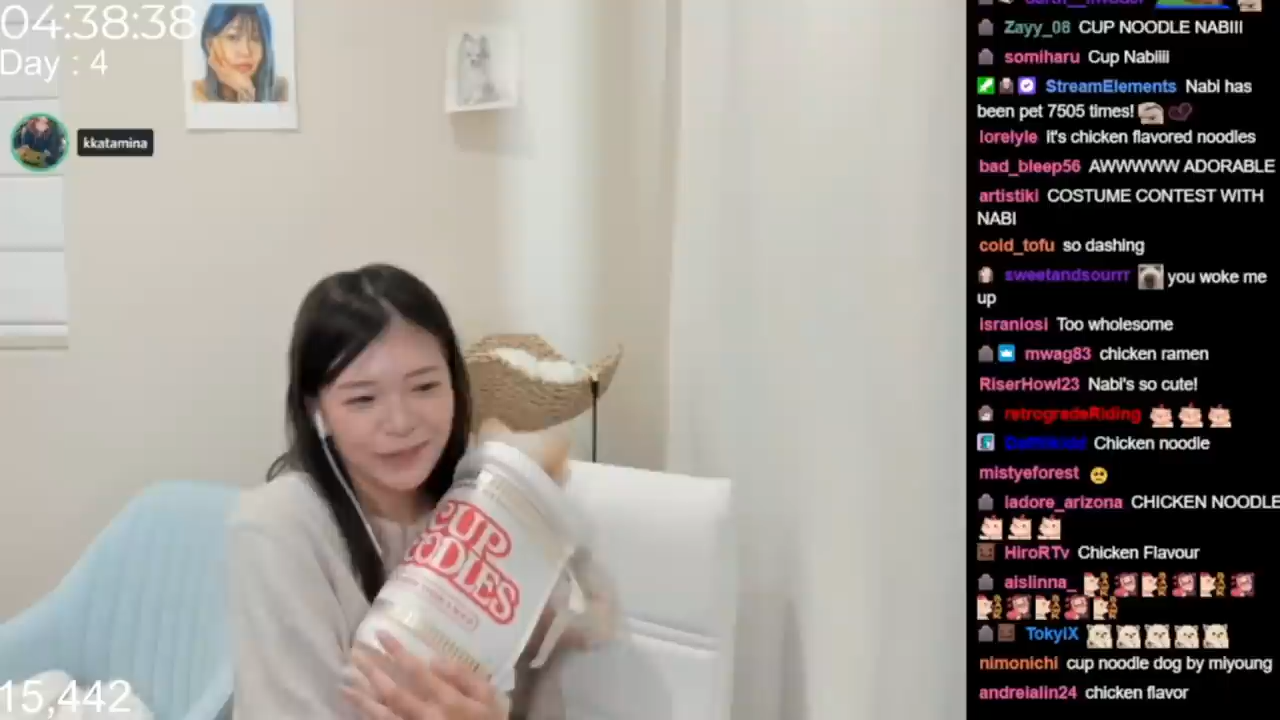 04:38:38
Day : 4
kkatamina
CUP
NOODLES
15,442
Zayy_06 CUP NOODLE NABIII
somiharu Cup Nabiiii
StreamElements Nabi has
been pet 7505 times!
lorelyle it's chicken flavored noodles
bad_bleep56 AWWWWW ADORABLE
artistiki COSTUME CONTEST WITH
NABI
cold_tofu so dashing
sweetandsourrr you woke me
up
isranlosi Too wholesome
mwag83 chicken ramen
RiserHowl23 Nabi's so cute!
retrogradeRiding
Chicken noodle
mistyeforest
ladore_arizona CHICKEN NOODLE
HiroRTv Chicken Flavour
aislinna_
TokyiX
nimonichi cup noodle dog by miyoung
andreialin24 chicken flavor